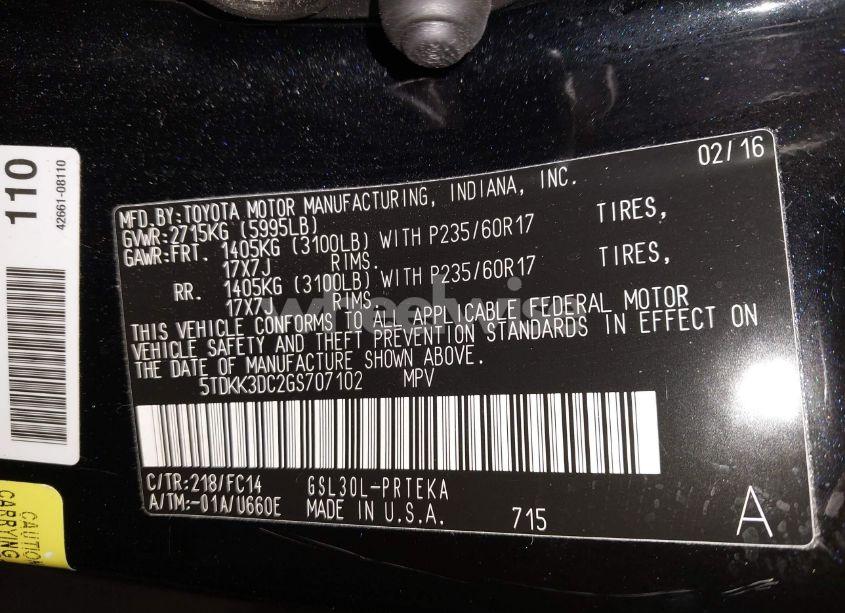 110
42661-08110
02/16
MFD. BY: TOYOTA MOTOR MANUFACTURING, INDIANA, INC.
GVWR: 2715KG (5995LB)
GAWR: FRT. 1405KG (3100LB) WITH P235/60R17 TIRES,
17X7J RIMS.
RR. 1405KG (3100LB) WITH P235/60R17 TIRES,
17X7J RIMS.
THIS VEHICLE CONFORMS TO ALL APPLICABLE FEDERAL MOTOR
VEHICLE SAFETY AND THEFT PREVENTION STANDARDS IN EFFECT ON
THE DATE OF MANUFACTURE SHOWN ABOVE.
5TDKK3DC2GS707102 MPV
C/TR: 218/FC14 GSL30L-PRTEKA
A/TM: -01A/U660E MADE IN U.S.A. 715 A
CAUTION
CARRYING